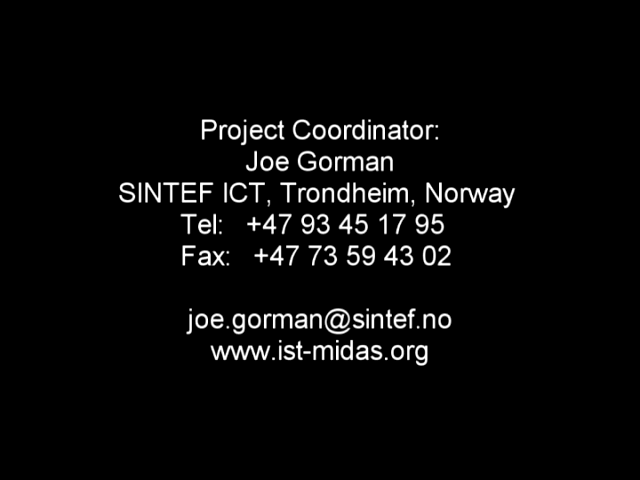 Project Coordinator:
Joe Gorman
SINTEF ICT, Trondheim, Norway
Tel: +47 93 45 17 95
Fax: +47 73 59 43 02
joe.gorman@sintef.no
www.ist-midas.org